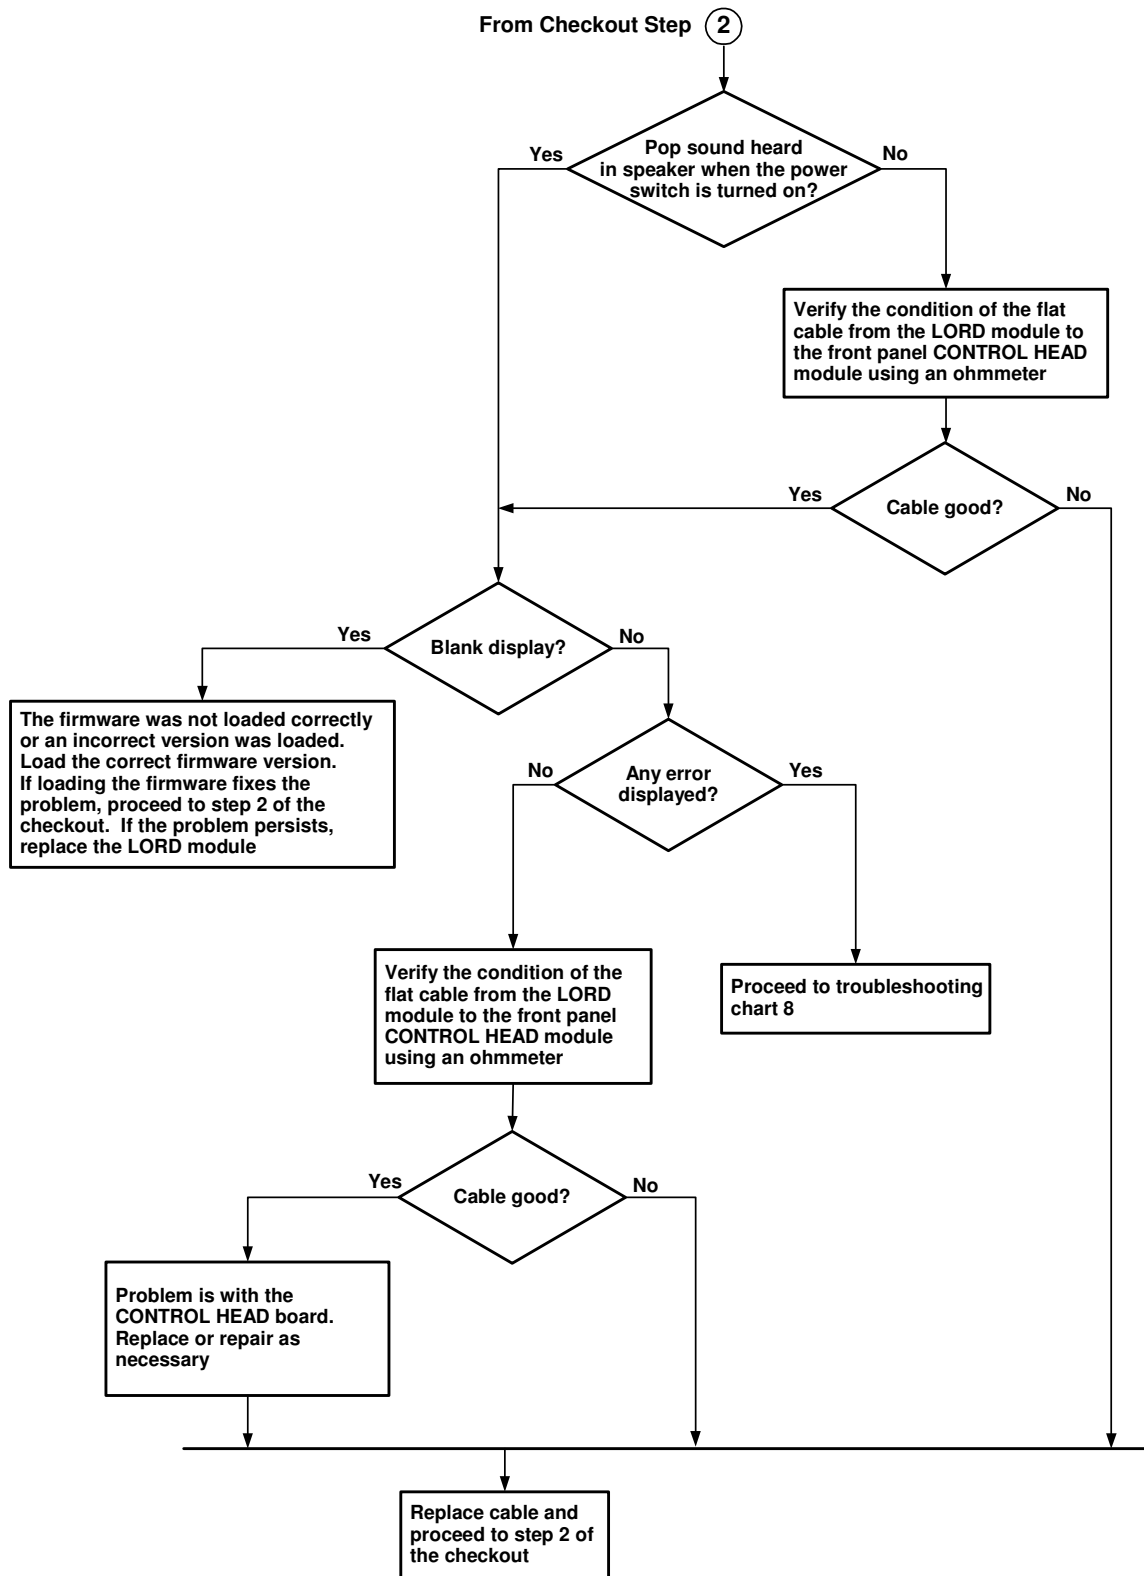 From Checkout Step 2
Pop sound heard
in speaker when the power
switch is turned on?
Yes
No
Verify the condition of the flat
cable from the LORD module to
the front panel CONTROL HEAD
module using an ohmmeter
Cable good?
Yes
No
Blank display?
Yes
No
The firmware was not loaded correctly
or an incorrect version was loaded.
Load the correct firmware version.
If loading the firmware fixes the
problem, proceed to step 2 of the
checkout.  If the problem persists,
replace the LORD module
Any error
displayed?
No
Yes
Verify the condition of the
flat cable from the LORD
module to the front panel
CONTROL HEAD module
using an ohmmeter
Proceed to troubleshooting
chart 8
Cable good?
Yes
No
Problem is with the
CONTROL HEAD board.
Replace or repair as
necessary
Replace cable and
proceed to step 2 of
the checkout